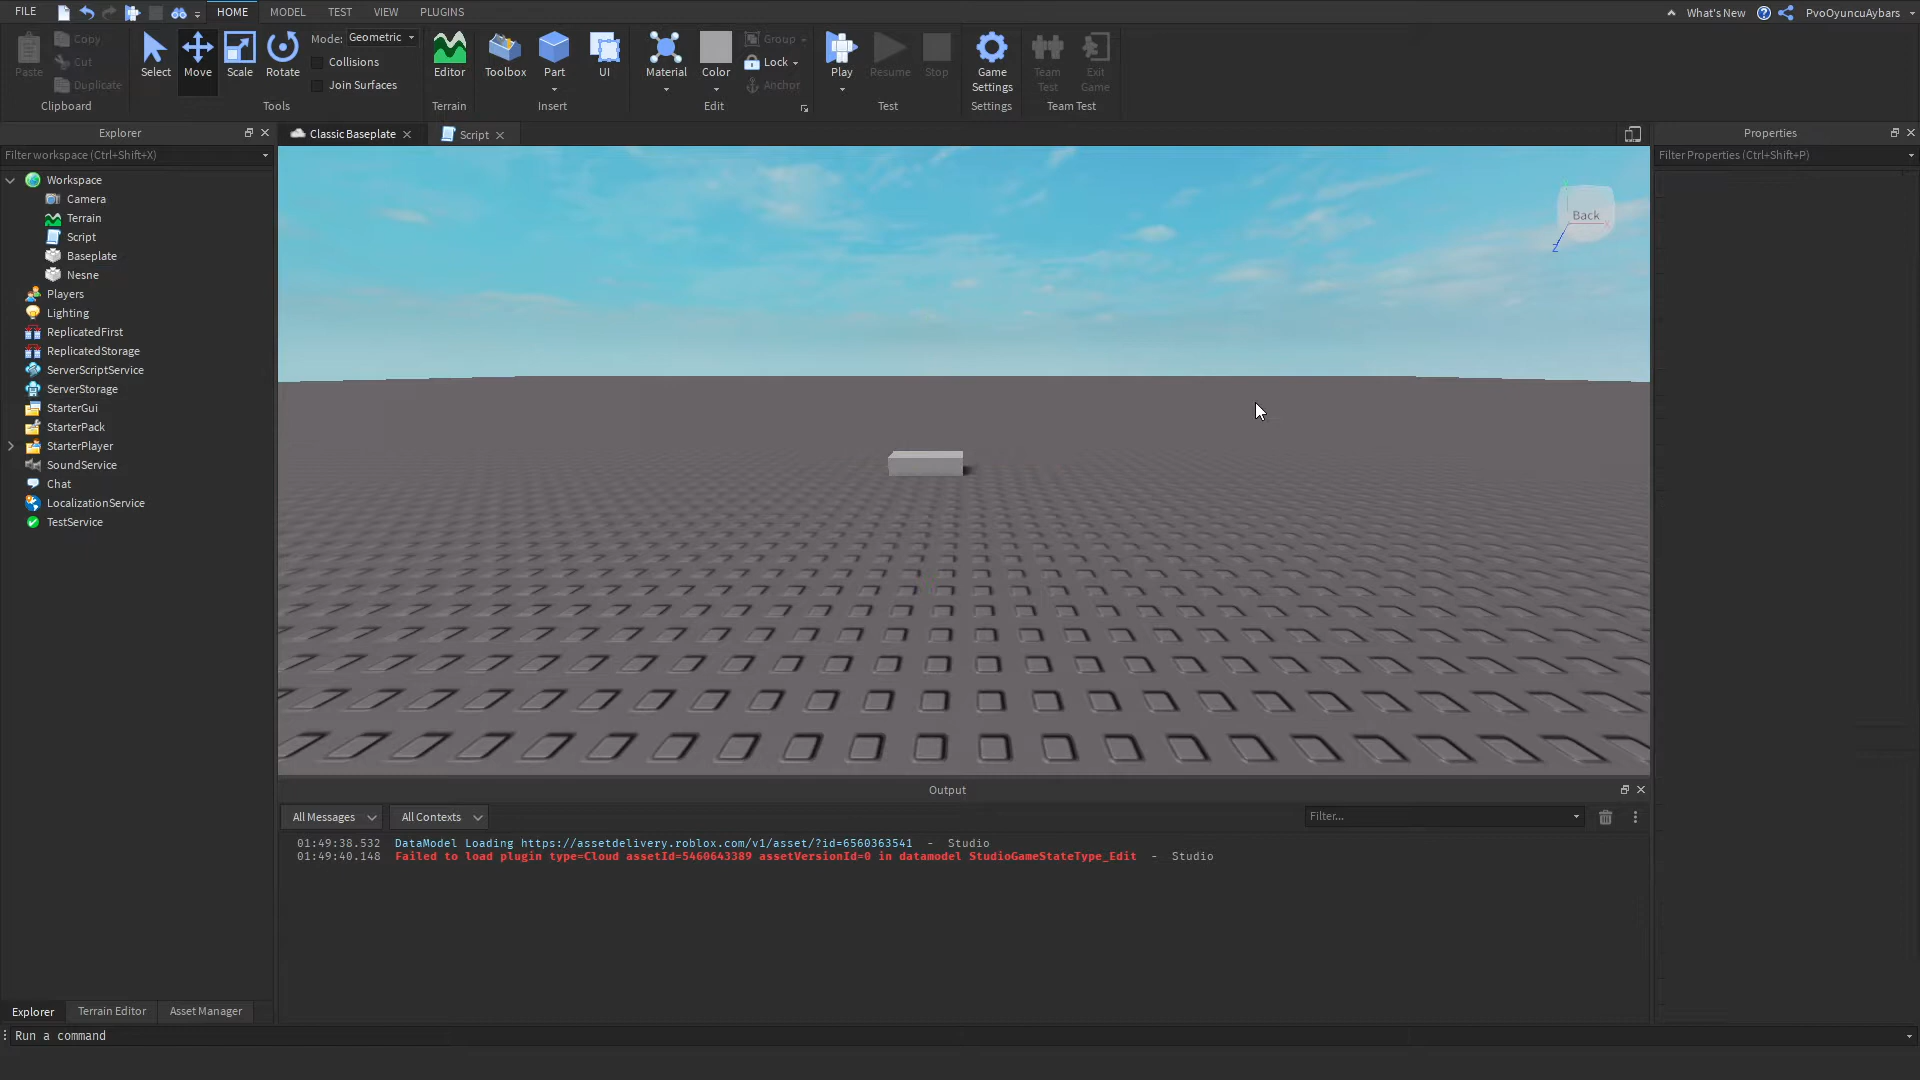 FILE
HOME
MODEL
TEST
VIEW
PLUGINS
What's New
PvoOyuncuAybars
Paste
Copy
Cut
Duplicate
Clipboard
Select
Move
Scale
Rotate
Mode: Geometric
Collisions
Join Surfaces
Tools
Editor
Terrain
Toolbox
Part
UI
Insert
Material
Color
Group
Lock
Anchor
Edit
Play
Resume
Stop
Test
Game
Settings
Settings
Team
Test
Exit
Game
Team Test
Explorer
Filter workspace (Ctrl+Shift+X)
Workspace
Camera
Terrain
Script
Baseplate
Nesne
Players
Lighting
ReplicatedFirst
ReplicatedStorage
ServerScriptService
ServerStorage
StarterGui
StarterPack
StarterPlayer
SoundService
Chat
LocalizationService
TestService
Explorer
Terrain Editor
Asset Manager
Classic Baseplate
Script
Back
Z
Properties
Filter Properties (Ctrl+Shift+P)
Output
All Messages
All Contexts
Filter...
01:49:38.532 DataModel Loading https://assetdelivery.roblox.com/v1/asset/?id=6560363541 - Studio
01:49:40.148 Failed to load plugin type=Cloud assetId=5460643389 assetVersionId=0 in datamodel StudioGameStateType_Edit - Studio
Run a command